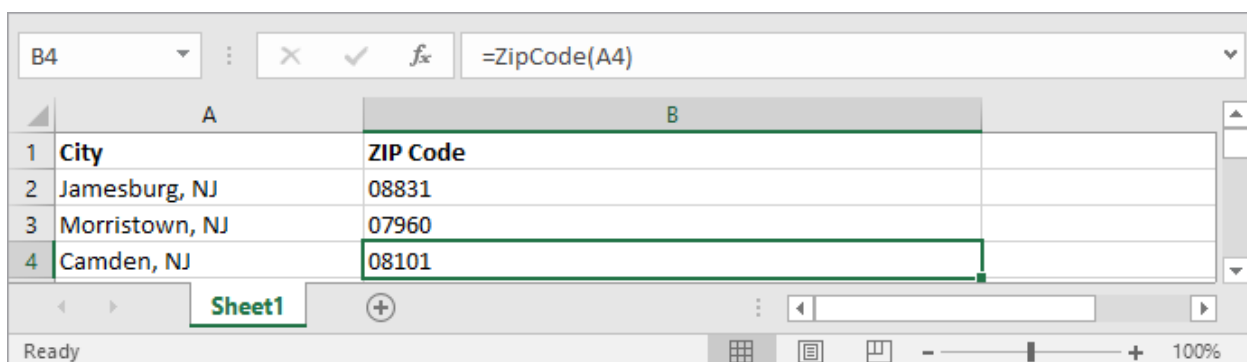 B4 fx =ZipCode(A4)
A B
1 City ZIP Code
2 Jamesburg, NJ 08831
3 Morristown, NJ 07960
4 Camden, NJ 08101
Sheet1
Ready 100%